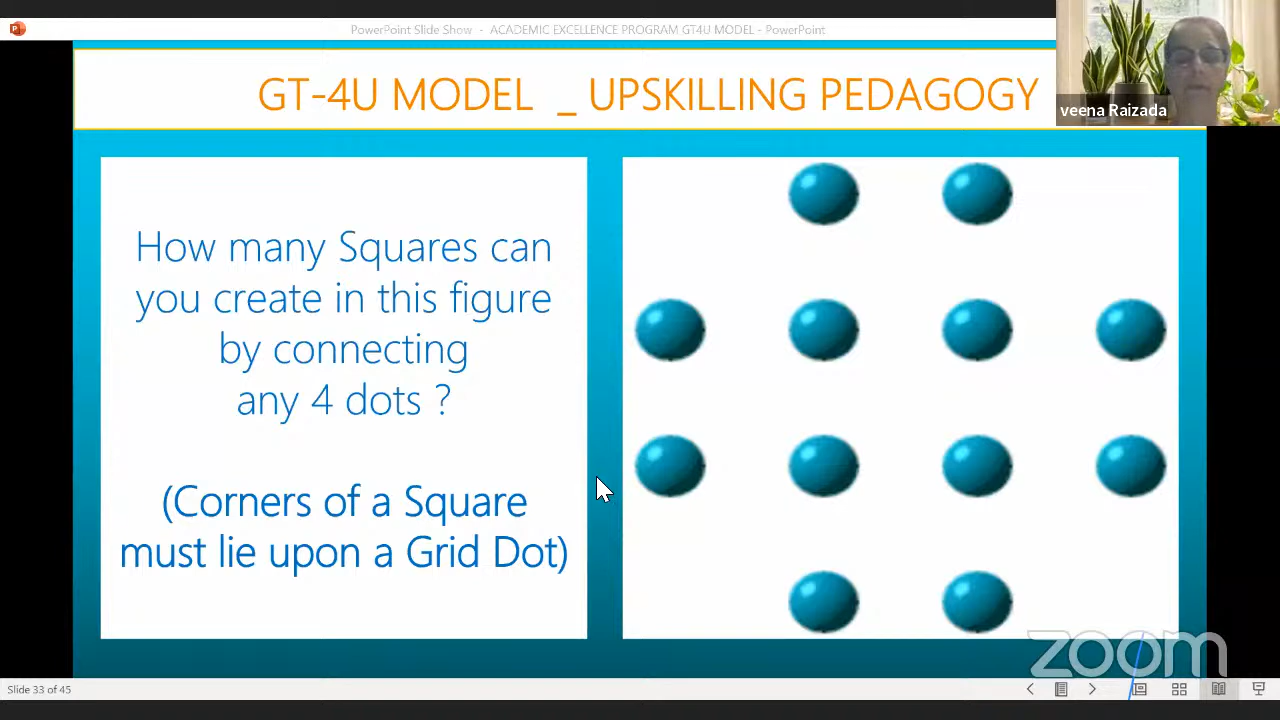 PowerPoint Slide Show - ACADEMIC EXCELLENCE PROGRAM GT4U MODEL - PowerPoint
GT-4U MODEL _ UPSKILLING PEDAGOGY
veena Raizada
How many Squares can
you create in this figure
by connecting
any 4 dots ?
(Corners of a Square
must lie upon a Grid Dot)
zoom
Slide 33 of 45